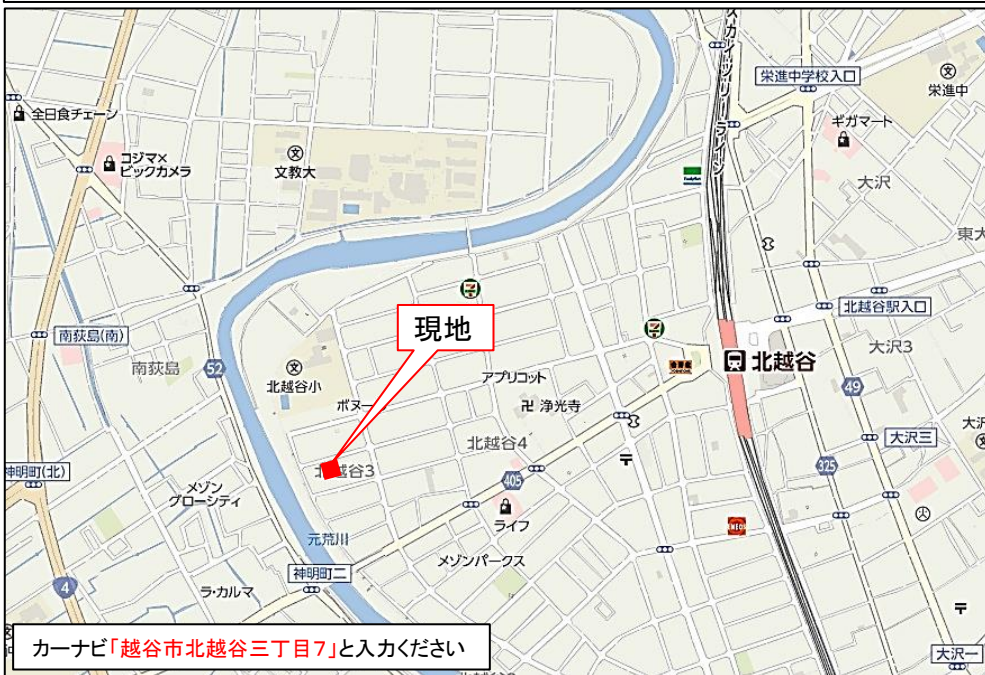 スカイツリーライン
栄進中学校入口
栄進中
全日食チェーン
ギガマート
コジマ×
ビックカメラ
文教大
大沢
FamilyMart
東大
北越谷駅入口
現地
南荻島(南)
南荻島
52
北越谷小
アプリコット
北越谷
大沢3
ボヌー
浄光寺
49
大沢三
北越谷4
神明町(北)
北越谷3
325
405
メゾン
グローシティ
ライフ
ENEOS
元荒川
メゾンパークス
神明町二
4
ラ・カルマ
カーナビ「越谷市北越谷三丁目7」と入力ください
大沢一